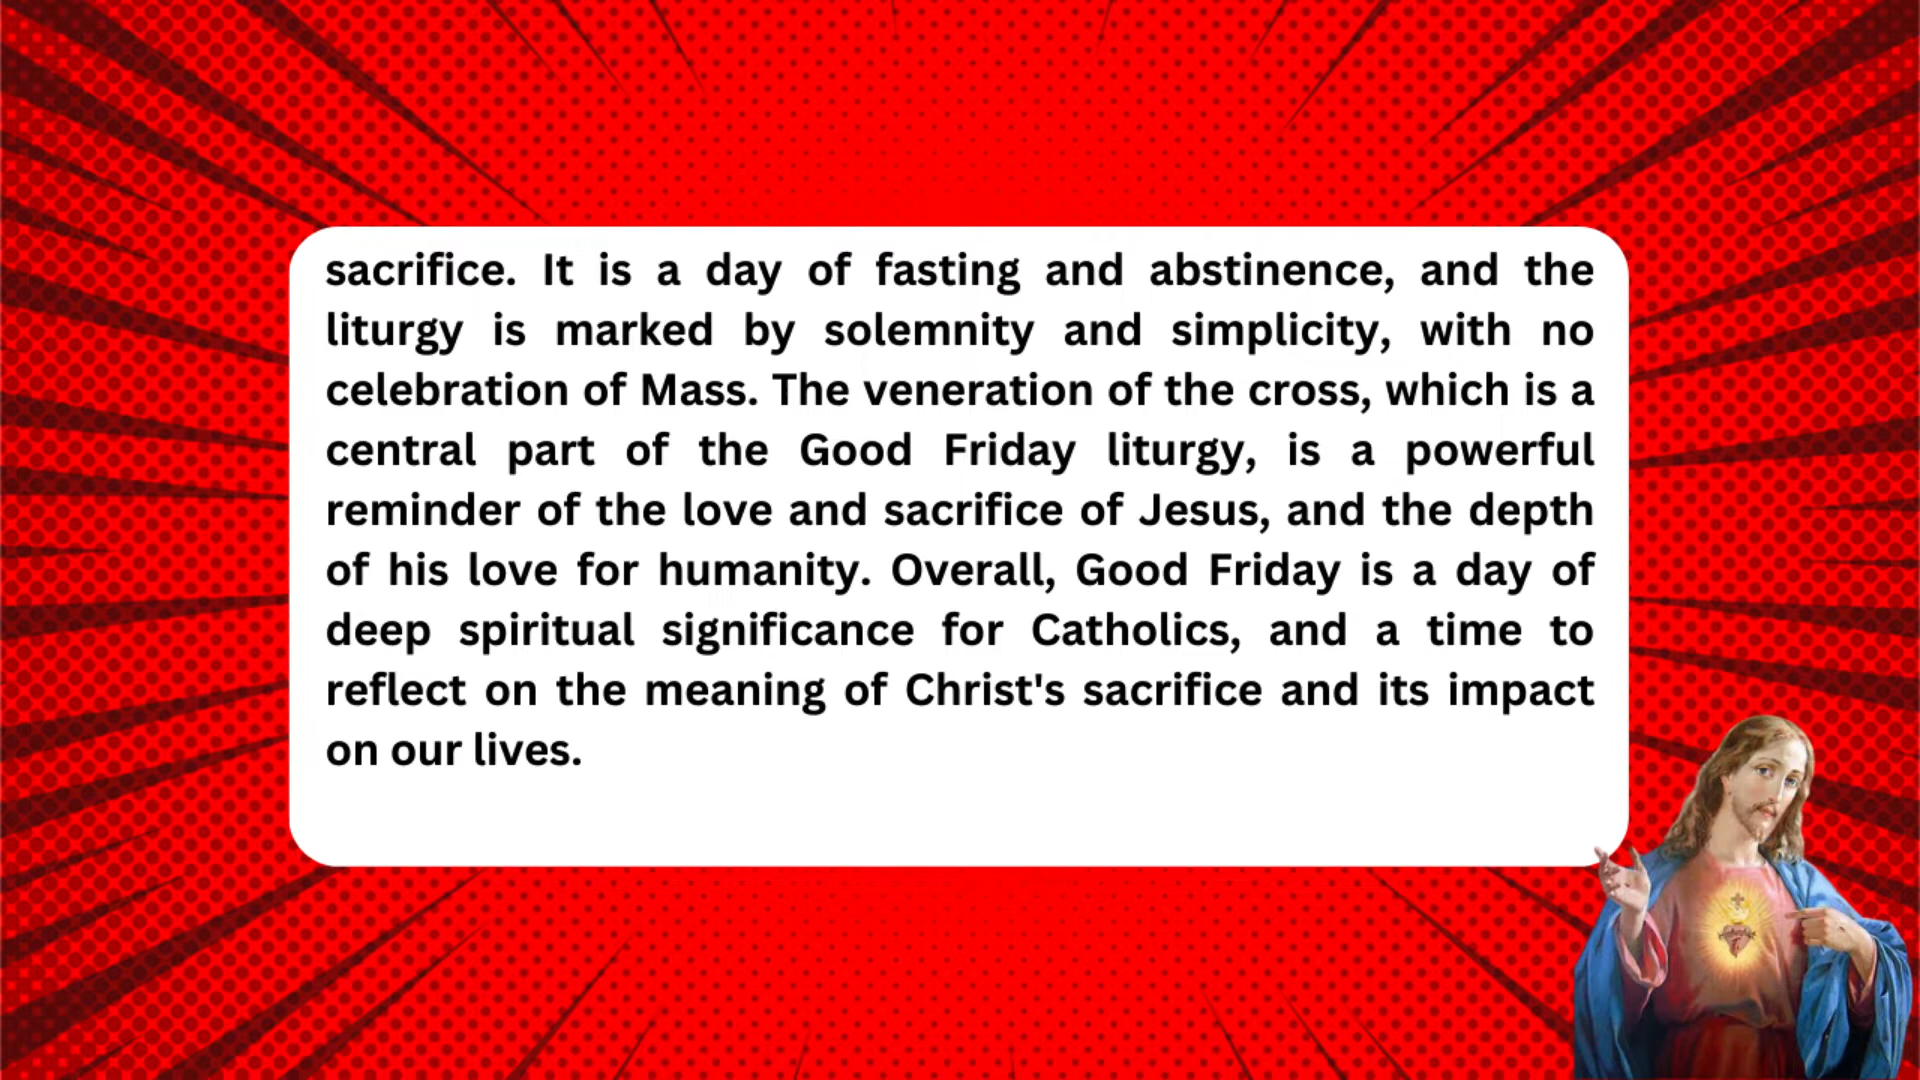 sacrifice. It is a day of fasting and abstinence, and the
liturgy is marked by solemnity and simplicity, with no
celebration of Mass. The veneration of the cross, which is a
central part of the Good Friday liturgy, is a powerful
reminder of the love and sacrifice of Jesus, and the depth
of his love for humanity. Overall, Good Friday is a day of
deep spiritual significance for Catholics, and a time to
reflect on the meaning of Christ's sacrifice and its impact
on our lives.